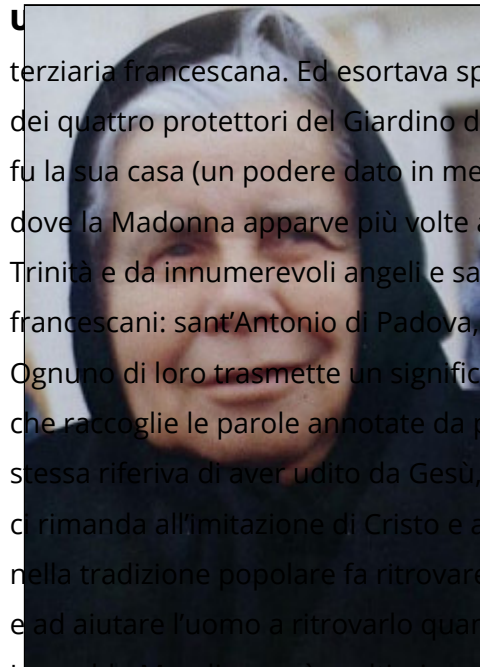 U
terziaria francescana. Ed esortava sp
dei quattro protettori del Giardino d
fu la sua casa (un podere dato in me
dove la Madonna apparve più volte a
Trinità e da innumerevoli angeli e sa
francescani: sant'Antonio di Padova,
Ognuno di loro trasmette un signific
che raccoglie le parole annotate da p
stessa riferiva di aver udito da Gesù,
ci rimanda all'imitazione di Cristo e a
nella tradizione popolare fa ritrovare
e ad aiutare l'uomo a ritrovarlo quan